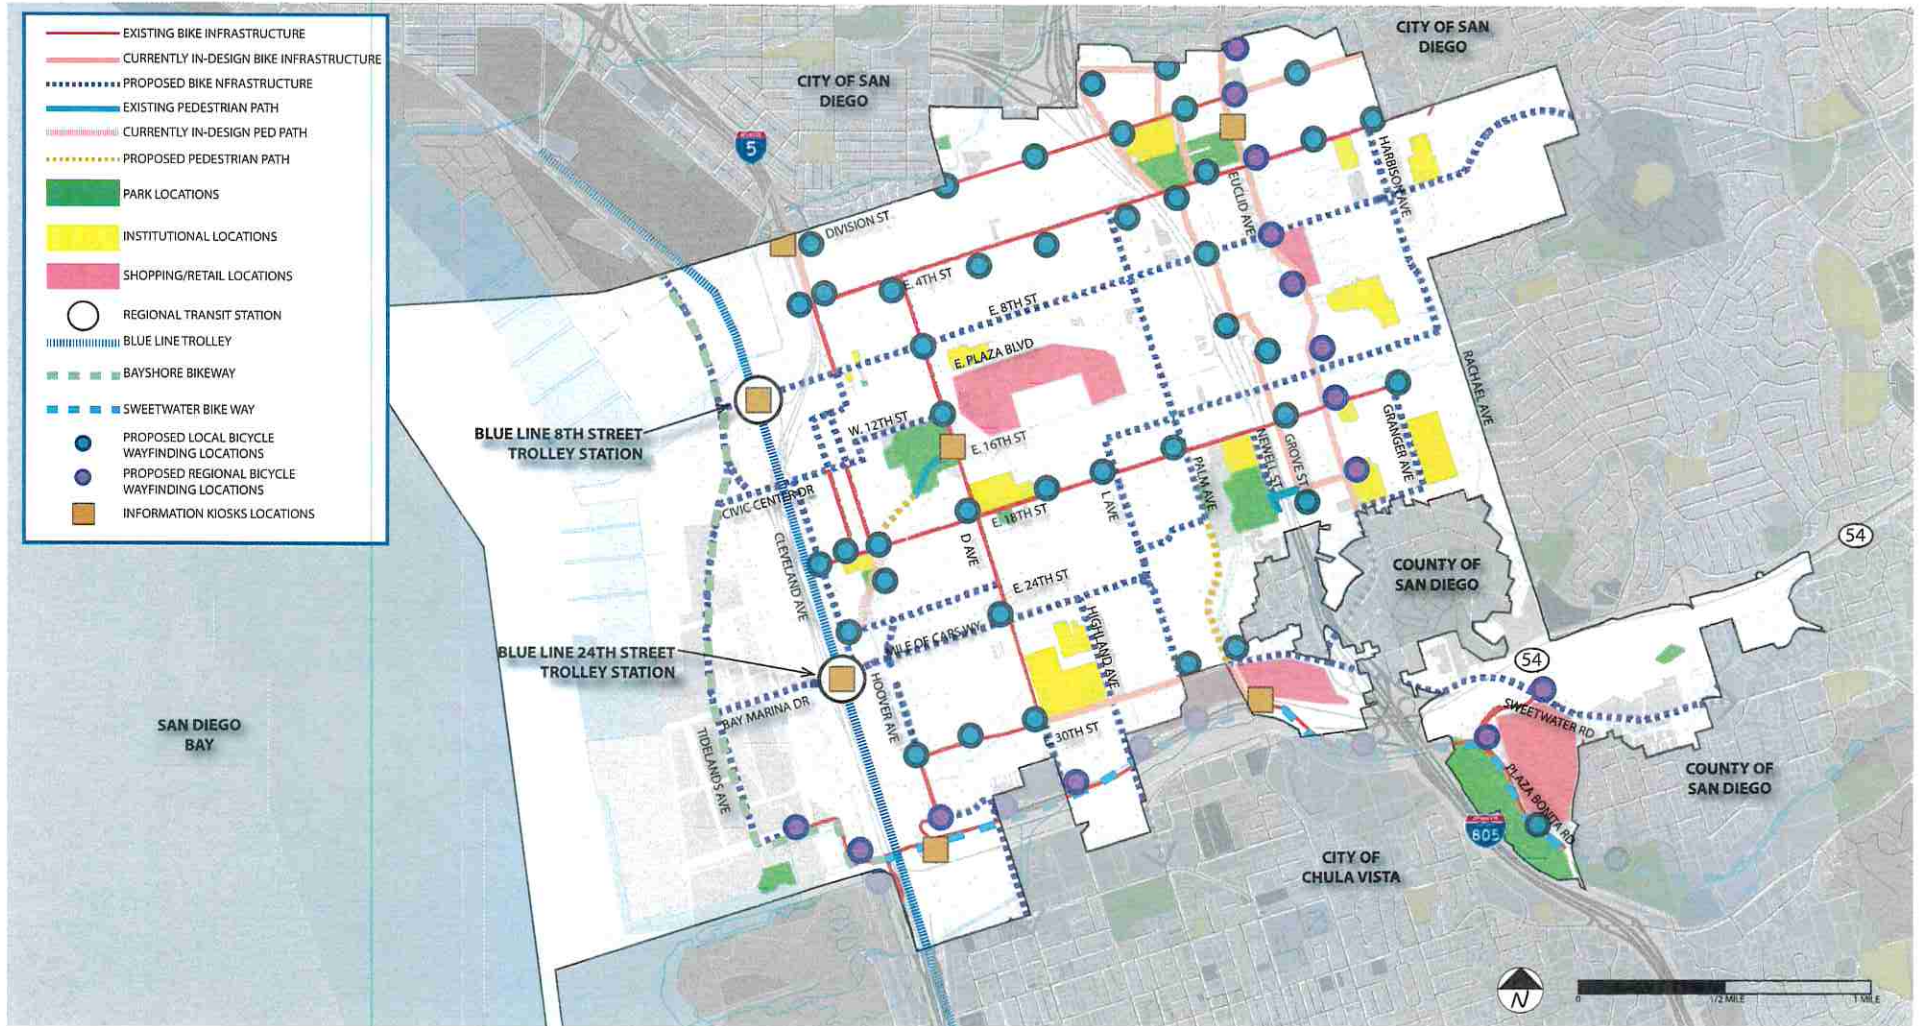 EXISTING BIKE INFRASTRUCTURE
CURRENTLY IN-DESIGN BIKE INFRASTRUCTURE
PROPOSED BIKE NFRASTRUCTURE
EXISTING PEDESTRIAN PATH
CURRENTLY IN-DESIGN PED PATH
PROPOSED PEDESTRIAN PATH
PARK LOCATIONS
INSTITUTIONAL LOCATIONS
SHOPPING/RETAIL LOCATIONS
REGIONAL TRANSIT STATION
BLUE LINE TROLLEY
BAYSHORE BIKEWAY
SWEETWATER BIKE WAY
PROPOSED LOCAL BICYCLE
WAYFINDING LOCATIONS
PROPOSED REGIONAL BICYCLE
WAYFINDING LOCATIONS
INFORMATION KIOSKS LOCATIONS
CITY OF SAN
DIEGO
CITY OF SAN
DIEGO
5
DIVISION ST
HARBISON AVE
EUCLID AVE
E. 4TH ST
E. 8TH ST
E. PLAZA BLVD
RACHAEL AVE
BLUE LINE 8TH STREET
TROLLEY STATION
W. 12TH ST
E. 16TH ST
GRANGER AVE
NEWELL ST
GROVE ST
PALM AVE
L AVE
CIVIC CENTER DR
E. 18TH ST
D AVE
CLEVELAND AVE
54
COUNTY OF
SAN DIEGO
E. 24TH ST
HIGHLAND AVE
MILE OF CARS WY
BLUE LINE 24TH STREET
TROLLEY STATION
54
HOOVER AVE
BAY MARINA DR
SWEETWATER RD
SAN DIEGO
BAY
TIDELANDS AVE
30TH ST
PLAZA BONITA RD
COUNTY OF
SAN DIEGO
805
CITY OF
CHULA VISTA
N
0 1/2 MILE 1 MILE